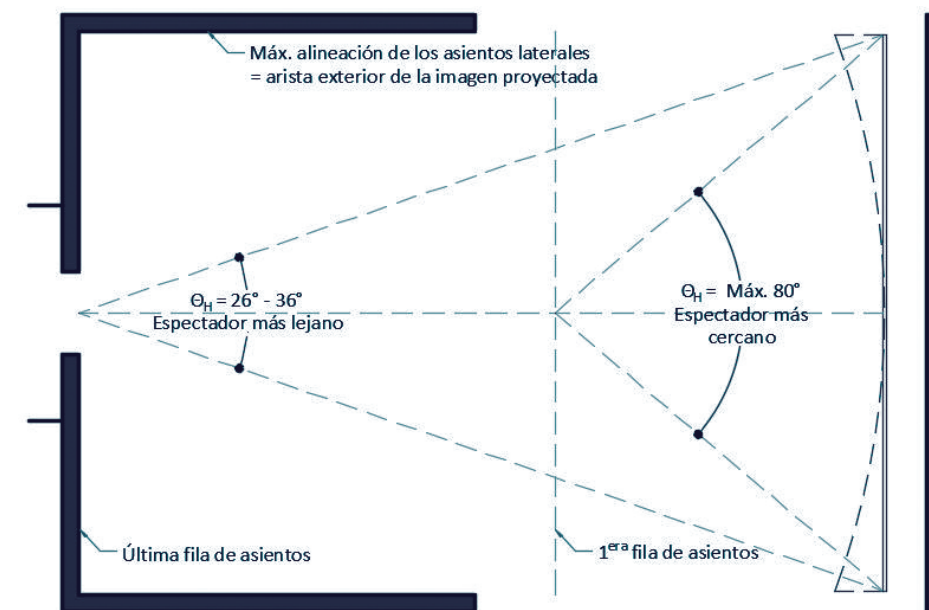 Máx. alineación de los asientos laterales
= arista exterior de la imagen proyectada
ΘH = 26° - 36°
Espectador más lejano
ΘH = Máx. 80°
Espectador más
cercano
Última fila de asientos
1era fila de asientos